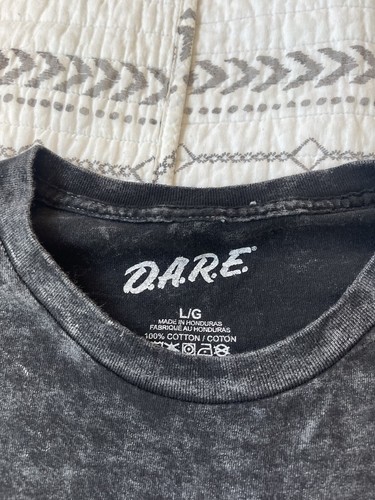 D.A.R.E.®
L/G
MADE IN HONDURAS
FABRIQUÉ AU HONDURAS
100% COTTON / COTON